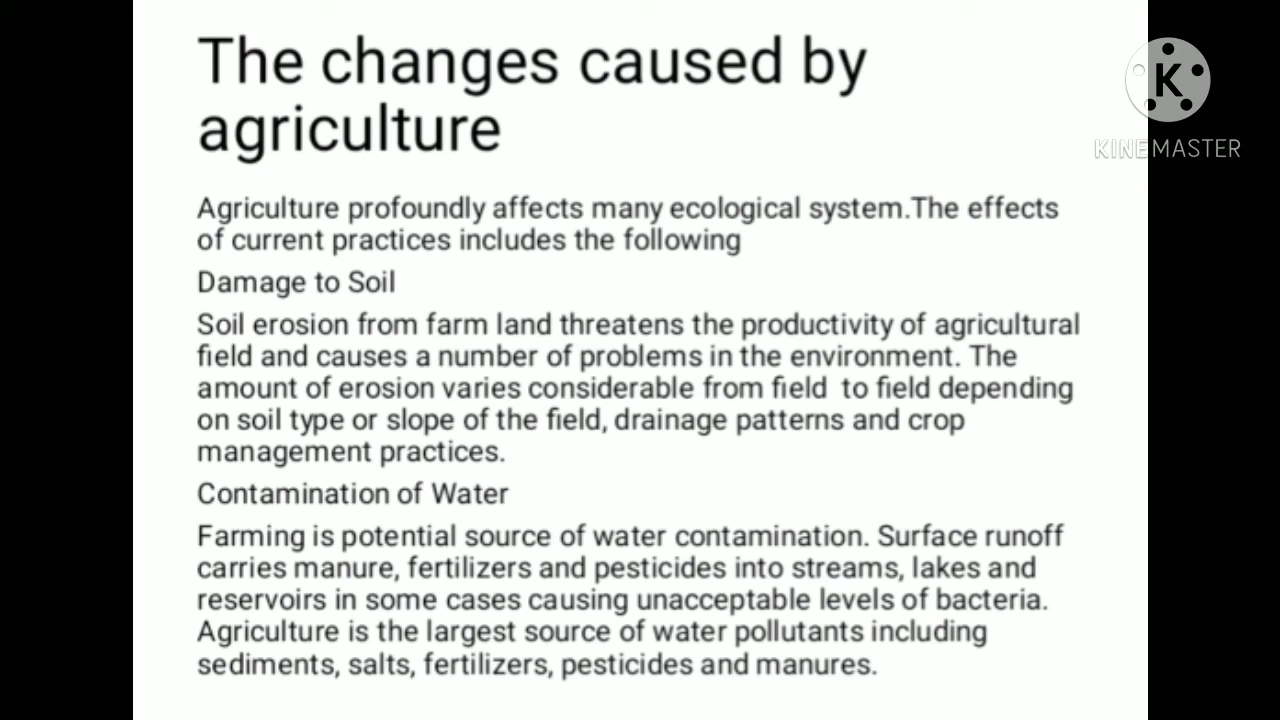 The changes caused by
agriculture
Agriculture profoundly affects many ecological system.The effects
of current practices includes the following
Damage to Soil
Soil erosion from farm land threatens the productivity of agricultural
field and causes a number of problems in the environment. The
amount of erosion varies considerable from field to field depending
on soil type or slope of the field, drainage patterns and crop
management practices.
Contamination of Water
Farming is potential source of water contamination. Surface runoff
carries manure, fertilizers and pesticides into streams, lakes and
reservoirs in some cases causing unacceptable levels of bacteria.
Agriculture is the largest source of water pollutants including
sediments, salts, fertilizers, pesticides and manures.
K
KINEMASTER